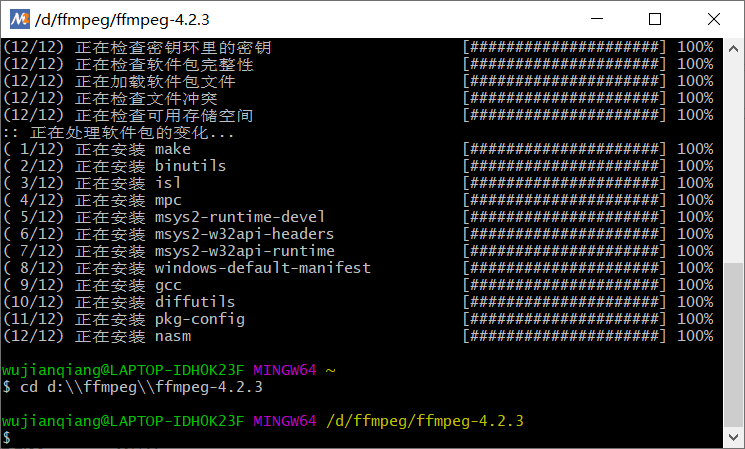 /d/ffmpeg/ffmpeg-4.2.3
(12/12) 正在检查密钥环里的密钥 [#####################] 100%
(12/12) 正在检查软件包完整性 [#####################] 100%
(12/12) 正在加载软件包文件 [#####################] 100%
(12/12) 正在检查文件冲突 [#####################] 100%
(12/12) 正在检查可用存储空间 [#####################] 100%
:: 正在处理软件包的变化...
( 1/12) 正在安装 make [#####################] 100%
( 2/12) 正在安装 binutils [#####################] 100%
( 3/12) 正在安装 isl [#####################] 100%
( 4/12) 正在安装 mpc [#####################] 100%
( 5/12) 正在安装 msys2-runtime-devel [#####################] 100%
( 6/12) 正在安装 msys2-w32api-headers [#####################] 100%
( 7/12) 正在安装 msys2-w32api-runtime [#####################] 100%
( 8/12) 正在安装 windows-default-manifest [#####################] 100%
( 9/12) 正在安装 gcc [#####################] 100%
(10/12) 正在安装 diffutils [#####################] 100%
(11/12) 正在安装 pkg-config [#####################] 100%
(12/12) 正在安装 nasm [#####################] 100%
wujianqiang@LAPTOP-IDHOK23F MINGW64 ~
$ cd d:\\ffmpeg\\ffmpeg-4.2.3
wujianqiang@LAPTOP-IDHOK23F MINGW64 /d/ffmpeg/ffmpeg-4.2.3
$